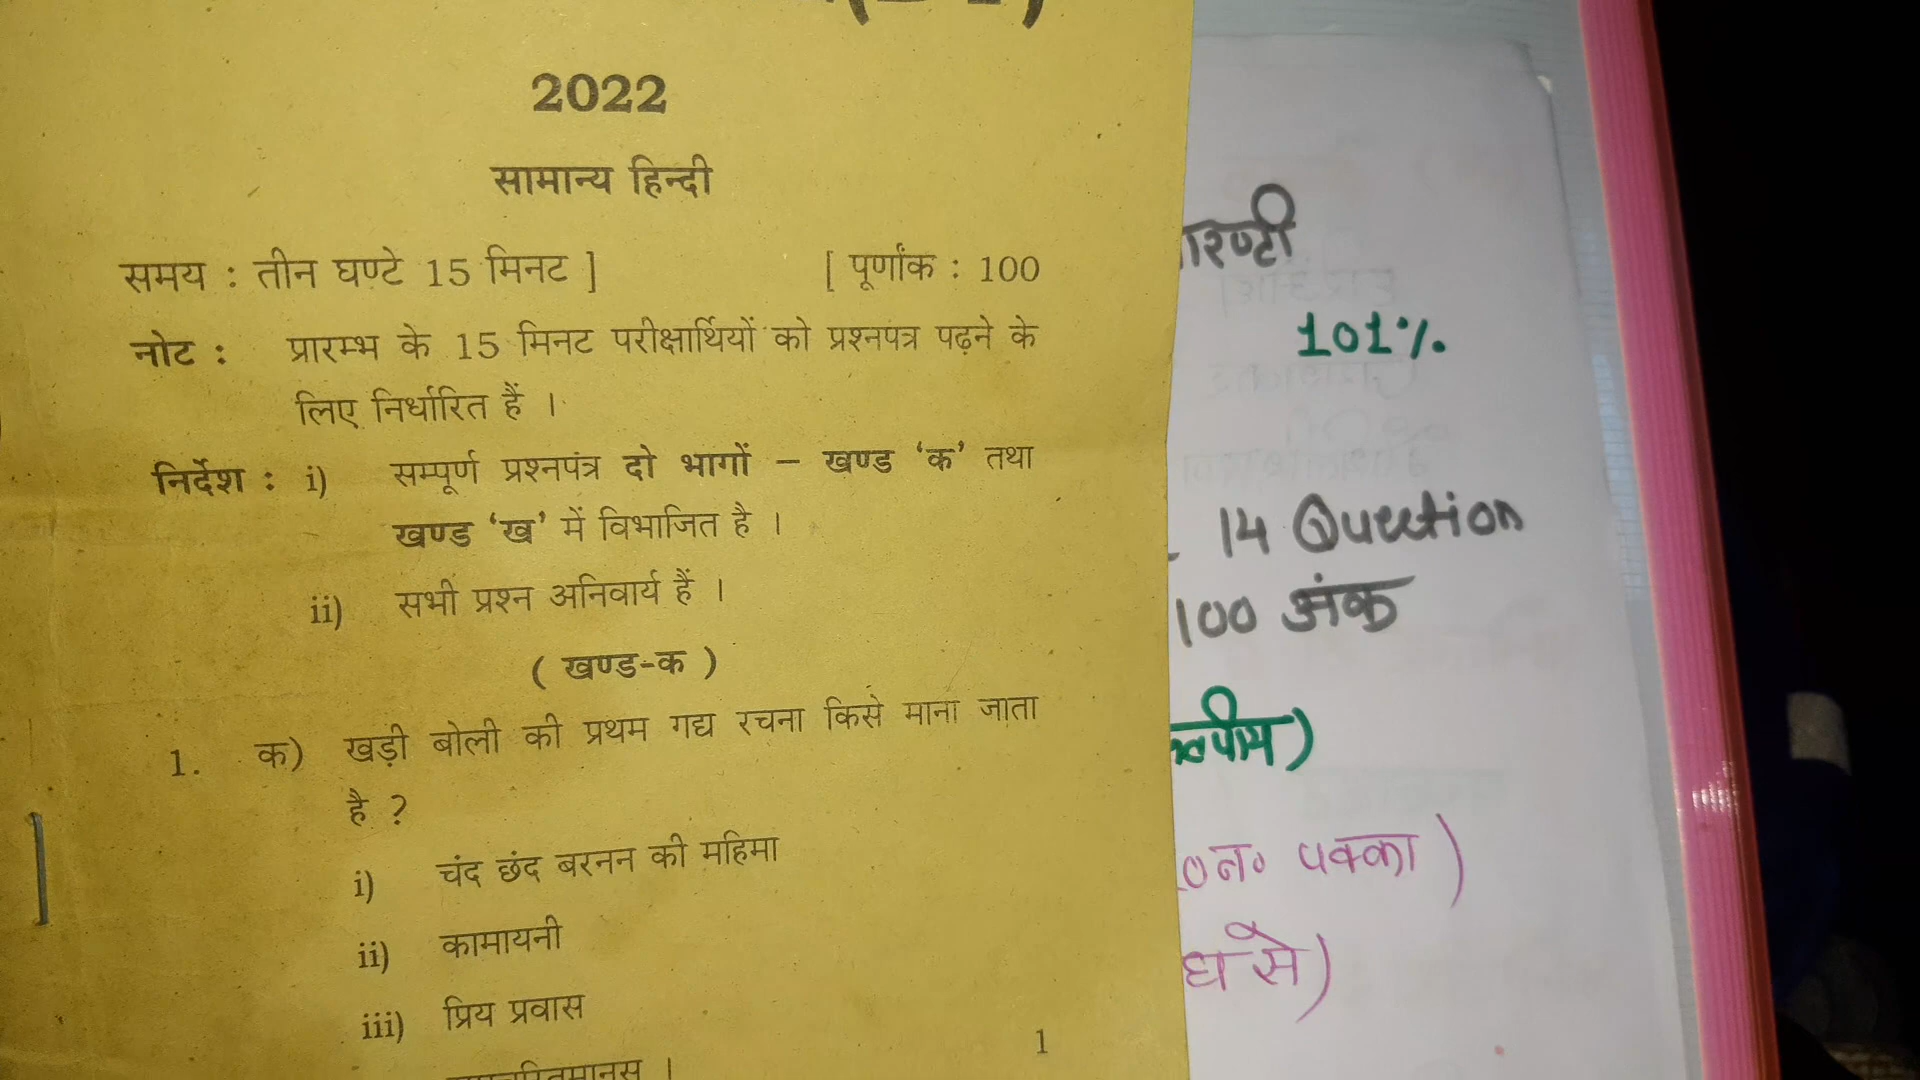 2022
सामान्य हिन्दी
समय : तीन घण्टे 15 मिनट ] [ पूर्णांक : 100
नोट : प्रारम्भ के 15 मिनट परीक्षार्थियों को प्रश्नपत्र पढ़ने के
लिए निर्धारित हैं ।
निर्देश : i) सम्पूर्ण प्रश्नपत्र दो भागों – खण्ड ‘क’ तथा
खण्ड ‘ख’ में विभाजित है ।
ii) सभी प्रश्न अनिवार्य हैं ।
( खण्ड-क )
1. क) खड़ी बोली की प्रथम गद्य रचना किसे माना जाता
है ?
i) चंद छंद बरनन की महिमा
ii) कामायनी
iii) प्रिय प्रवास
1
101%.
14 Question
100 अंक
न० पक्का )
से )